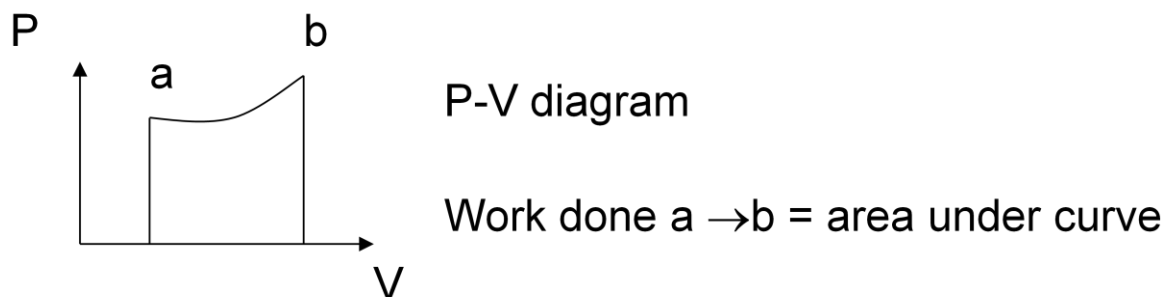 P
b
a
P-V diagram
Work done a →b = area under curve
V